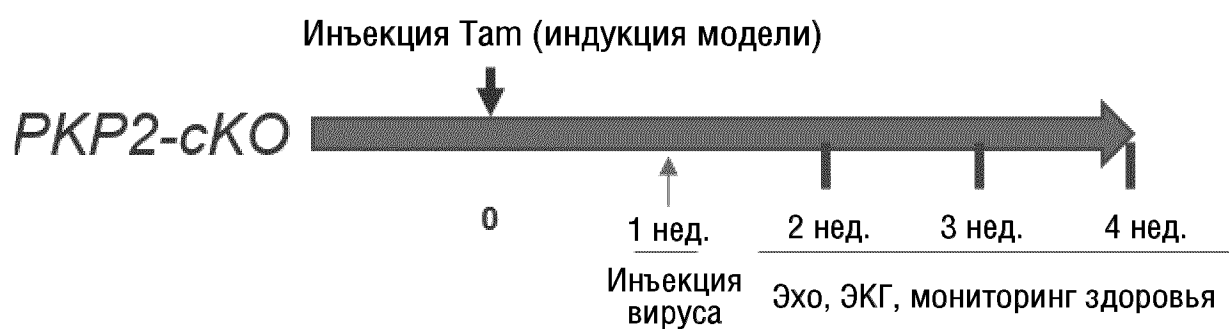 Инъекция Tam (индукция модели)
PKP2-cKO
0
1 нед. 2 нед. 3 нед. 4 нед.
Инъекция
вируса
Эхо, ЭКГ, мониторинг здоровья